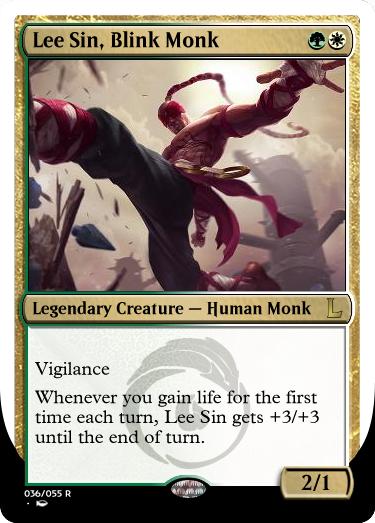 Lee Sin, Blink Monk
Legendary Creature — Human Monk
L
Vigilance
Whenever you gain life for the first
time each turn, Lee Sin gets +3/+3
until the end of turn.
2/1
036/055 R